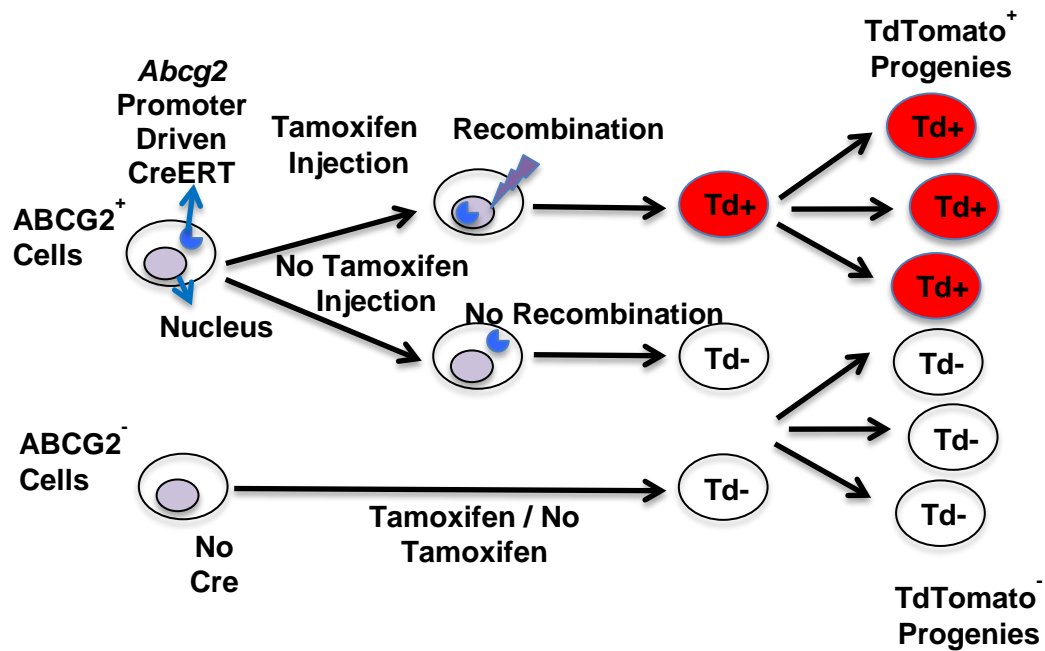 Abcg2
Promoter
Driven
CreERT
Tamoxifen
Injection
Recombination
TdTomato+
Progenies
Td+
Td+
Td+
Td+
ABCG2+
Cells
Nucleus
No Tamoxifen
Injection
No Recombination
Td-
Td-
Td-
Td-
ABCG2-
Cells
No
Cre
Tamoxifen / No
Tamoxifen
Td-
TdTomato-
Progenies